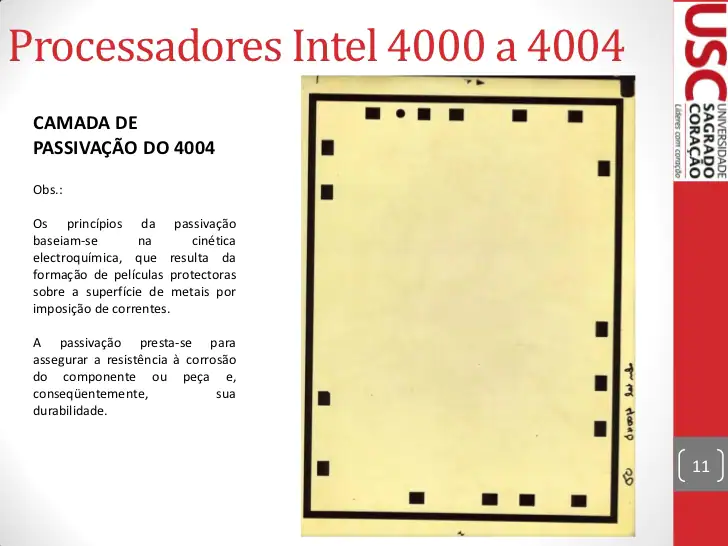 Processadores Intel 4000 a 4004
CAMADA DE
PASSIVAÇÃO DO 4004
Obs.:
Os princípios da passivação
baseiam-se na cinética
electroquímica, que resulta da
formação de películas protectoras
sobre a superfície de metais por
imposição de correntes.
A passivação presta-se para
assegurar a resistência à corrosão
do componente ou peça e,
conseqüentemente, sua
durabilidade.
USC
UNIVERSIDADE
SAGRADO
CORAÇÃO
Líderes com coração
11